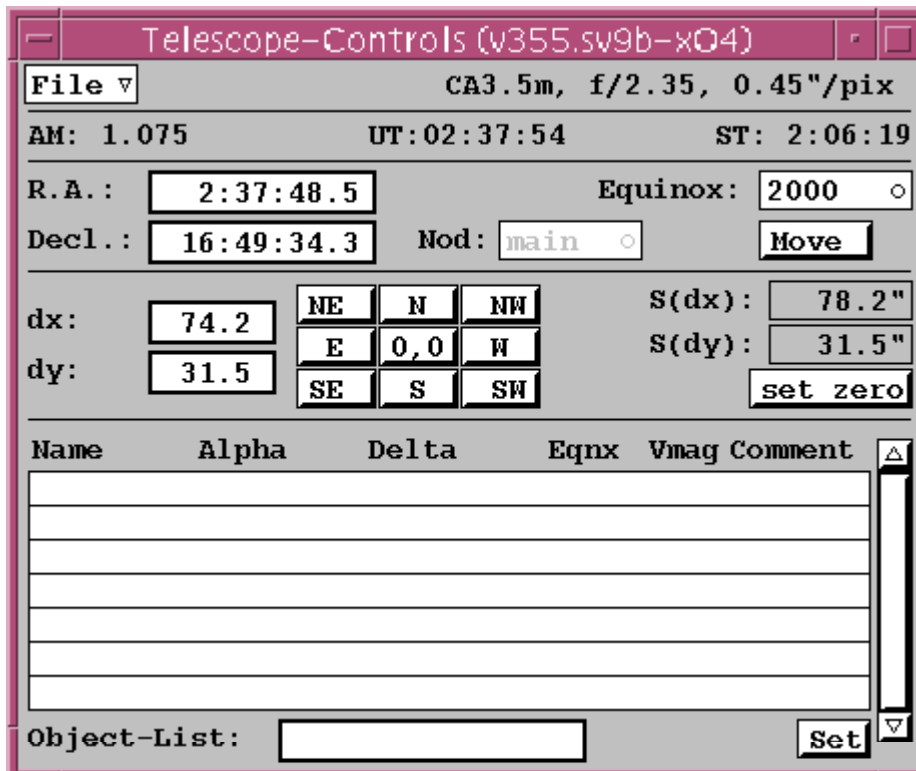 Telescope-Controls (v355.sv9b-xO4)
File CA3.5m, f/2.35, 0.45"/pix
AM: 1.075 UT:02:37:54 ST: 2:06:19
R.A.: 2:37:48.5 Equinox: 2000
Decl.: 16:49:34.3 Nod: main Move
NE N NW S(dx): 78.2"
dx: 74.2
E 0,0 W S(dy): 31.5"
dy: 31.5
SE S SW set zero
Name Alpha Delta Eqnx Vmag Comment
Object-List: Set